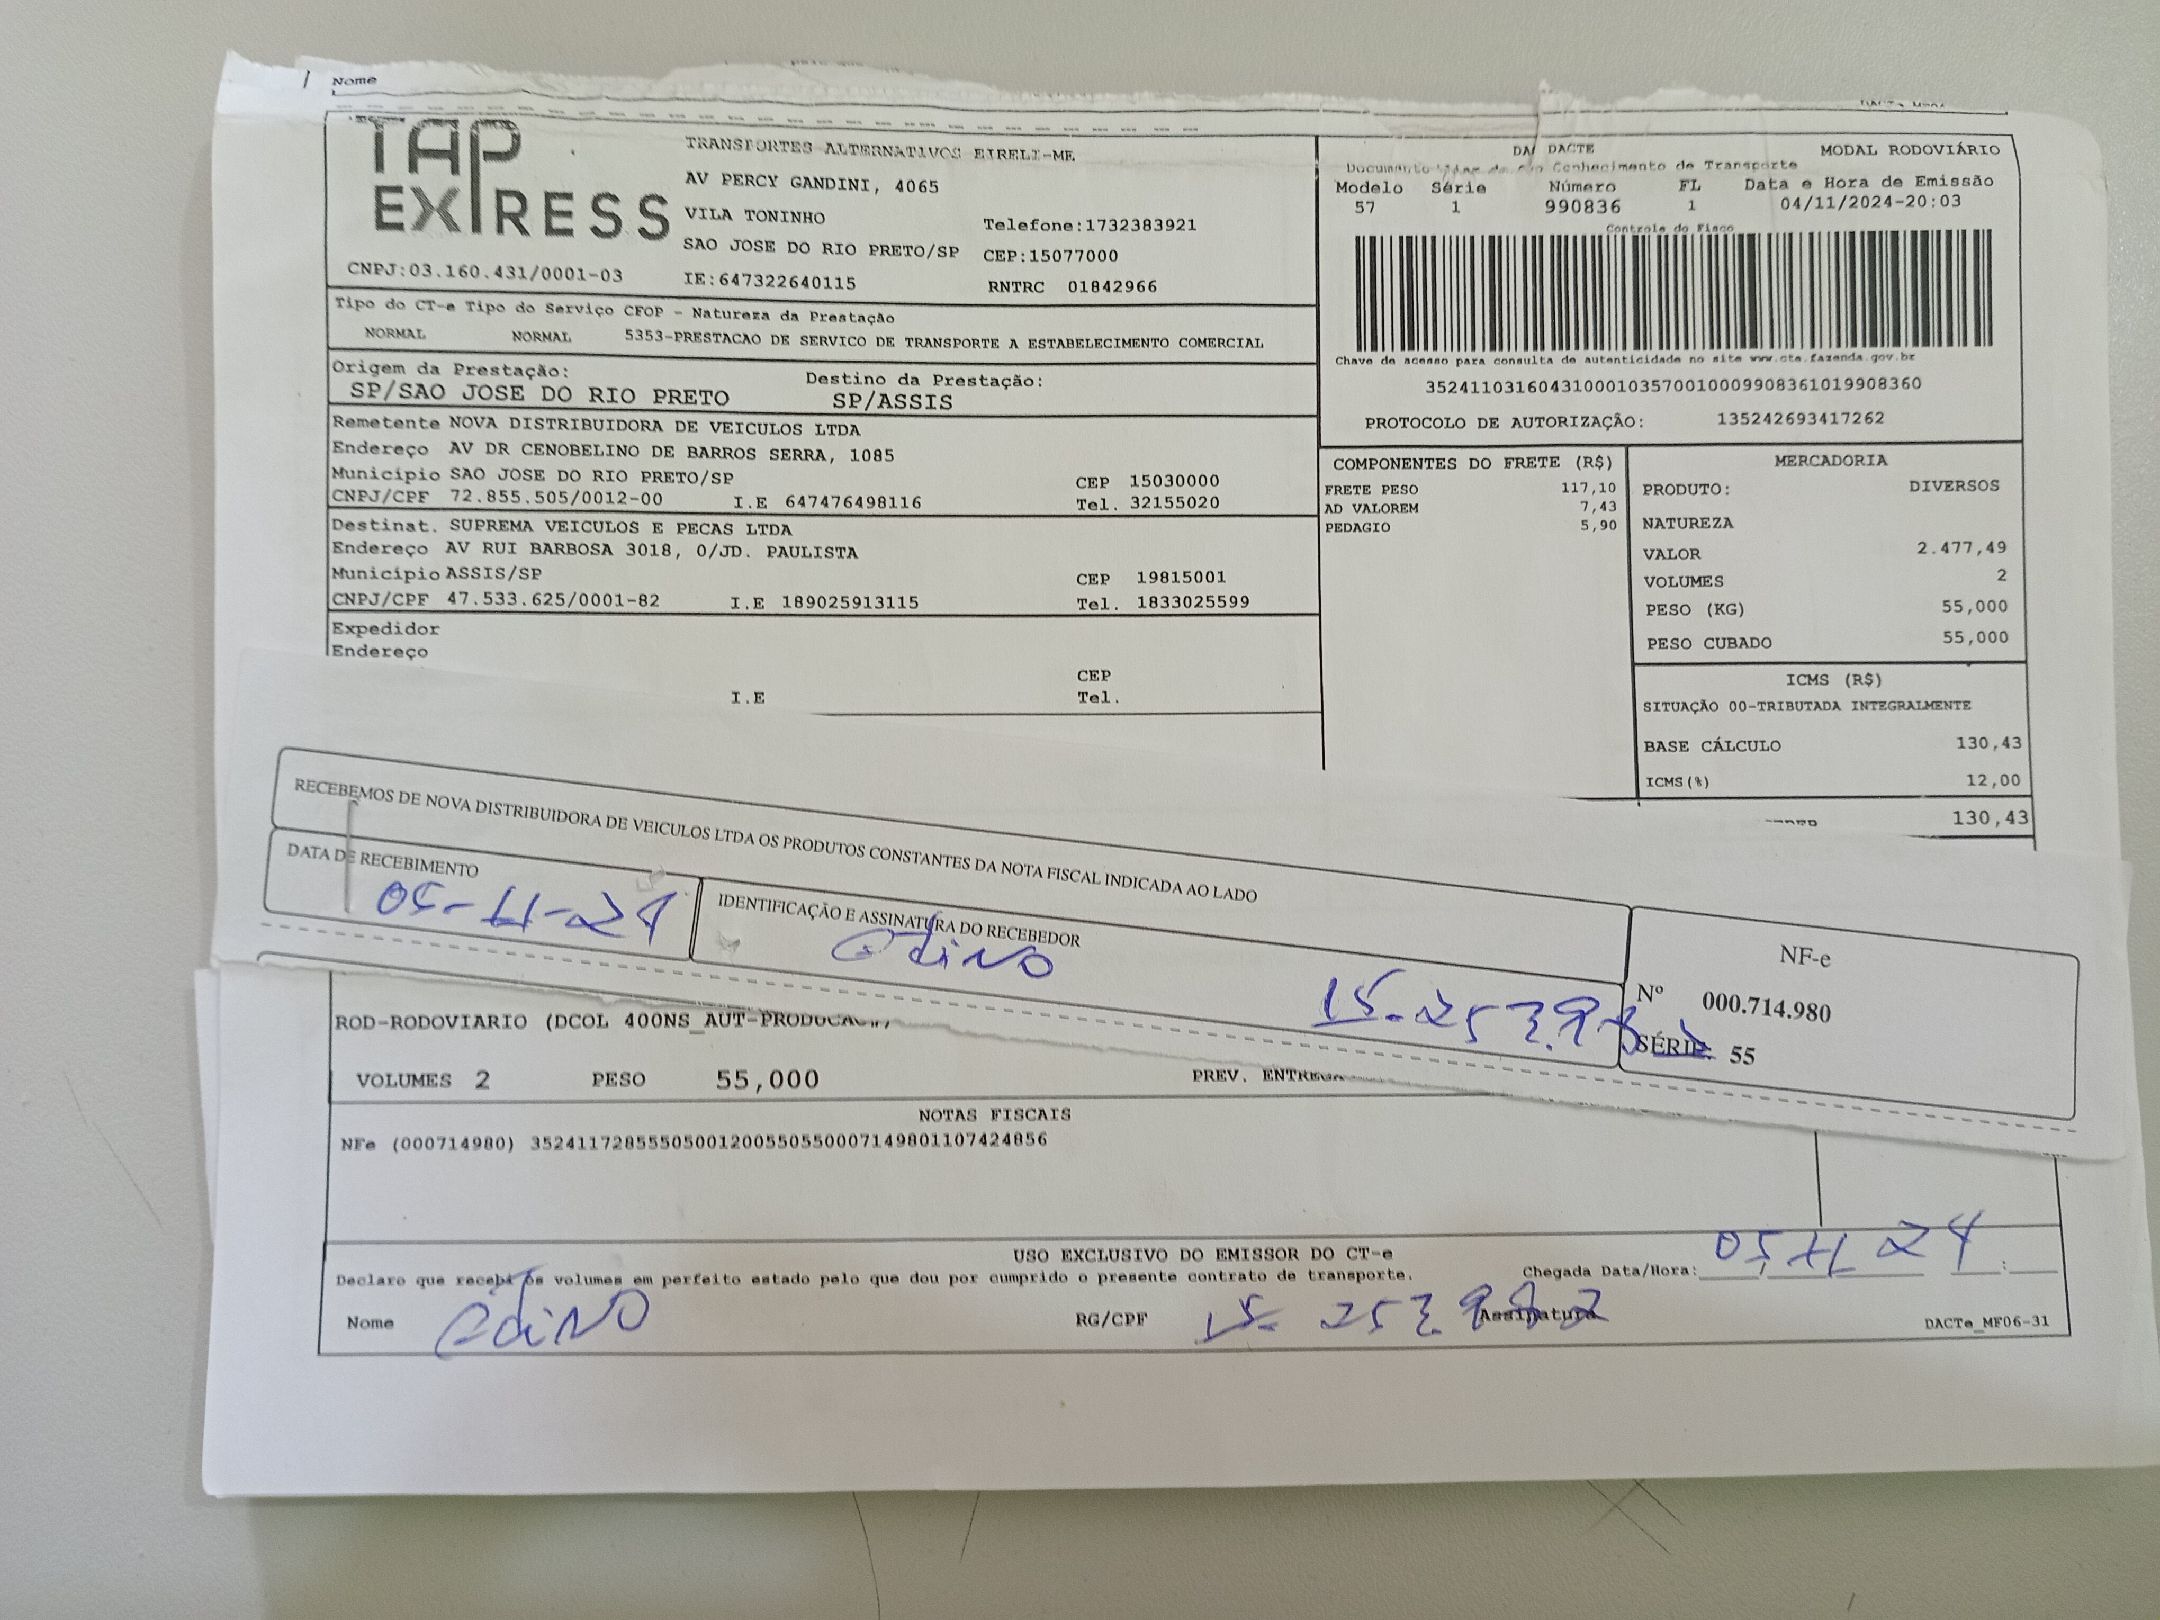 Nome
TAP EXPRESS
TRANSPORTES ALTERNATIVOS EIRELI-ME
AV PERCY GANDINI, 4065
VILA TONINHO Telefone:1732383921
SAO JOSE DO RIO PRETO/SP CEP:15077000
CNPJ:03.160.431/0001-03 IE:647322640115 RNTRC 01842966
DACTE MODAL RODOVIÁRIO
Conhecimento de Transporte
Modelo Série Número FL Data e Hora de Emissão
57 1 990836 1 04/11/2024-20:03
Controle do Fisco
Chave de acesso para consulta de autenticidade no site www.cte.fazenda.gov.br
35241103160431000103570010009908361019908360
PROTOCOLO DE AUTORIZAÇÃO: 135242693417262
Tipo do CT-e Tipo do Serviço CFOP - Natureza da Prestação
NORMAL NORMAL 5353-PRESTACAO DE SERVICO DE TRANSPORTE A ESTABELECIMENTO COMERCIAL
Origem da Prestação: Destino da Prestação:
SP/SAO JOSE DO RIO PRETO SP/ASSIS
Remetente NOVA DISTRIBUIDORA DE VEICULOS LTDA
Endereço AV DR CENOBELINO DE BARROS SERRA, 1085
Município SAO JOSE DO RIO PRETO/SP CEP 15030000
CNPJ/CPF 72.855.505/0012-00 I.E 647476498116 Tel. 32155020
Destinat. SUPREMA VEICULOS E PECAS LTDA
Endereço AV RUI BARBOSA 3018, 0/JD. PAULISTA
Município ASSIS/SP CEP 19815001
CNPJ/CPF 47.533.625/0001-82 I.E 189025913115 Tel. 1833025599
Expedidor
Endereço
CEP
I.E Tel.
COMPONENTES DO FRETE (R$)
FRETE PESO 117,10
AD VALOREM 7,43
PEDAGIO 5,90
MERCADORIA
PRODUTO: DIVERSOS
NATUREZA
VALOR 2.477,49
VOLUMES 2
PESO (KG) 55,000
PESO CUBADO 55,000
ICMS (R$)
SITUAÇÃO 00-TRIBUTADA INTEGRALMENTE
BASE CÁLCULO 130,43
ICMS(%) 12,00
130,43
RECEBEMOS DE NOVA DISTRIBUIDORA DE VEICULOS LTDA OS PRODUTOS CONSTANTES DA NOTA FISCAL INDICADA AO LADO
DATA DE RECEBIMENTO
05-11-24
IDENTIFICAÇÃO E ASSINATURA DO RECEBEDOR
NF-e
Nº 000.714.980
SÉRIE: 55
ROD-RODOVIARIO (DCOL 400NS_AUT-PRODUCAO#)
VOLUMES 2 PESO 55,000 PREV. ENTREGA
NOTAS FISCAIS
NFe (000714980) 35241172855505001200550550007149801107424856
USO EXCLUSIVO DO EMISSOR DO CT-e
Declaro que recebi os volumes em perfeito estado pelo que dou por cumprido o presente contrato de transporte. Chegada Data/Hora: 05/11 24
Nome RG/CPF Assinatura
DACTe_MF06-31